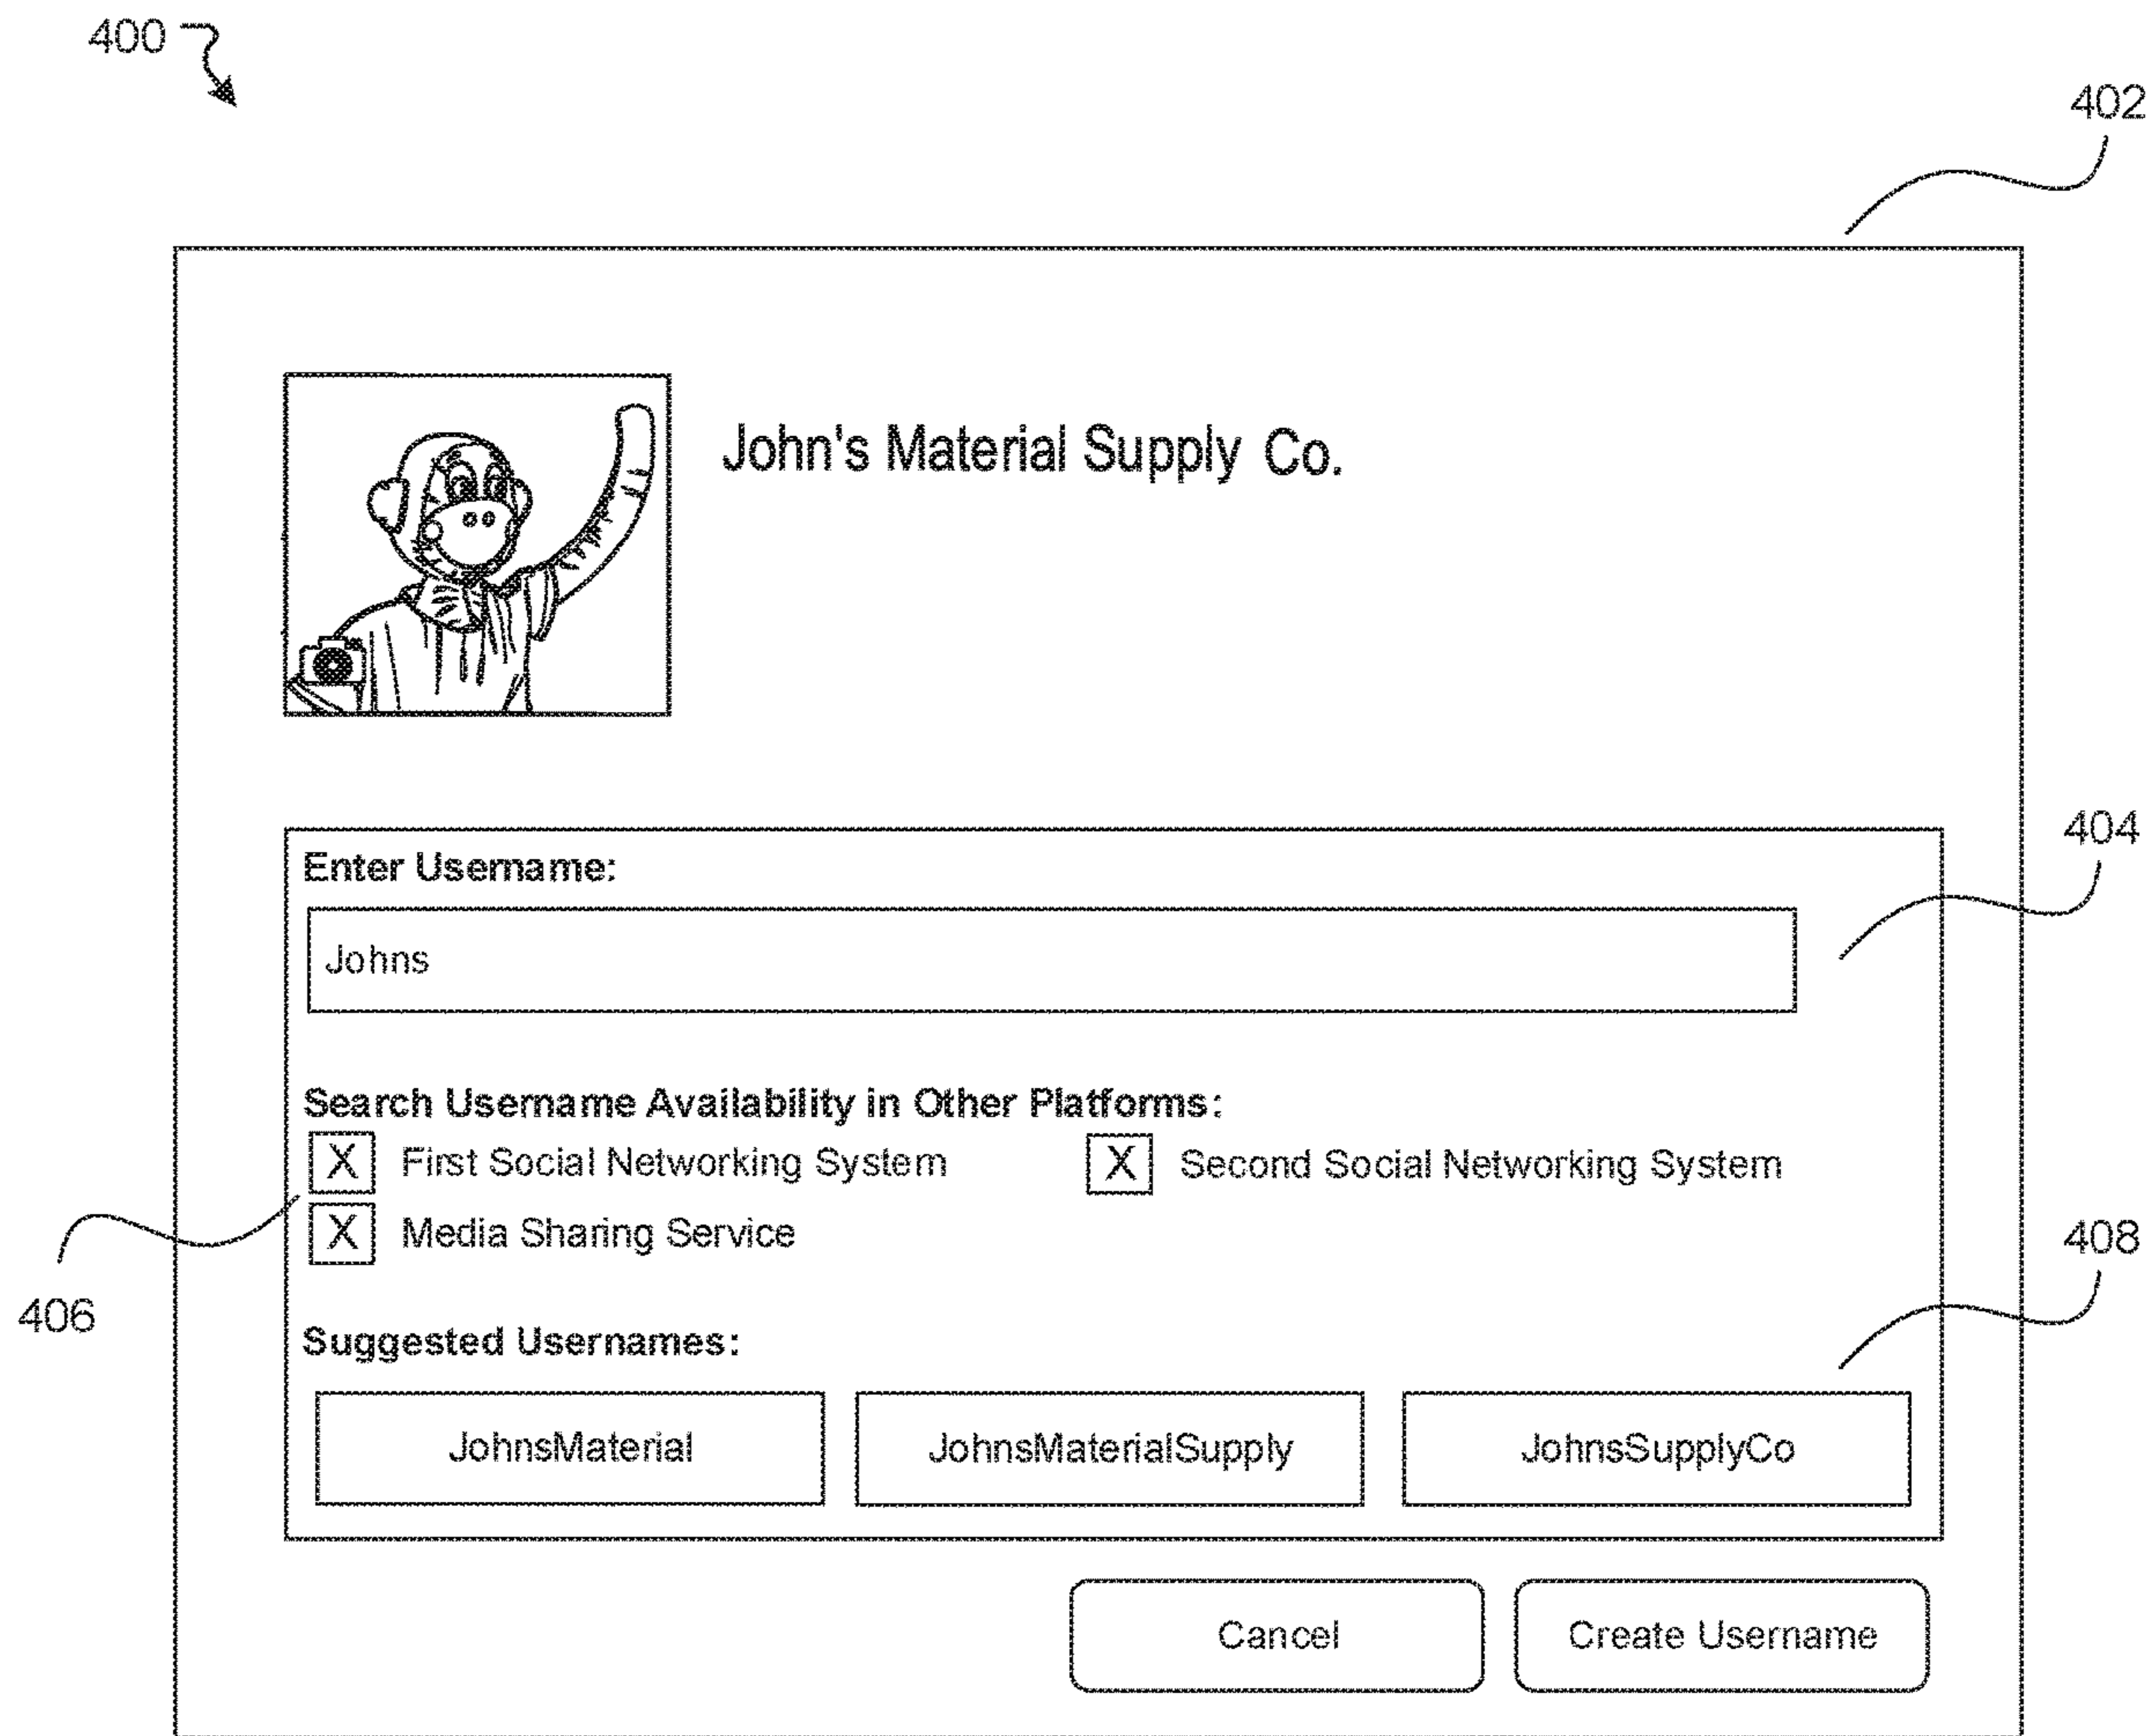 400
402
John's Material Supply Co.
404
Enter Username:
Johns
Search Username Availability in Other Platforms:
X First Social Networking System X Second Social Networking System
X Media Sharing Service
406
408
Suggested Usernames:
JohnsMaterial JohnsMaterialSupply JohnsSupplyCo
Cancel Create Username